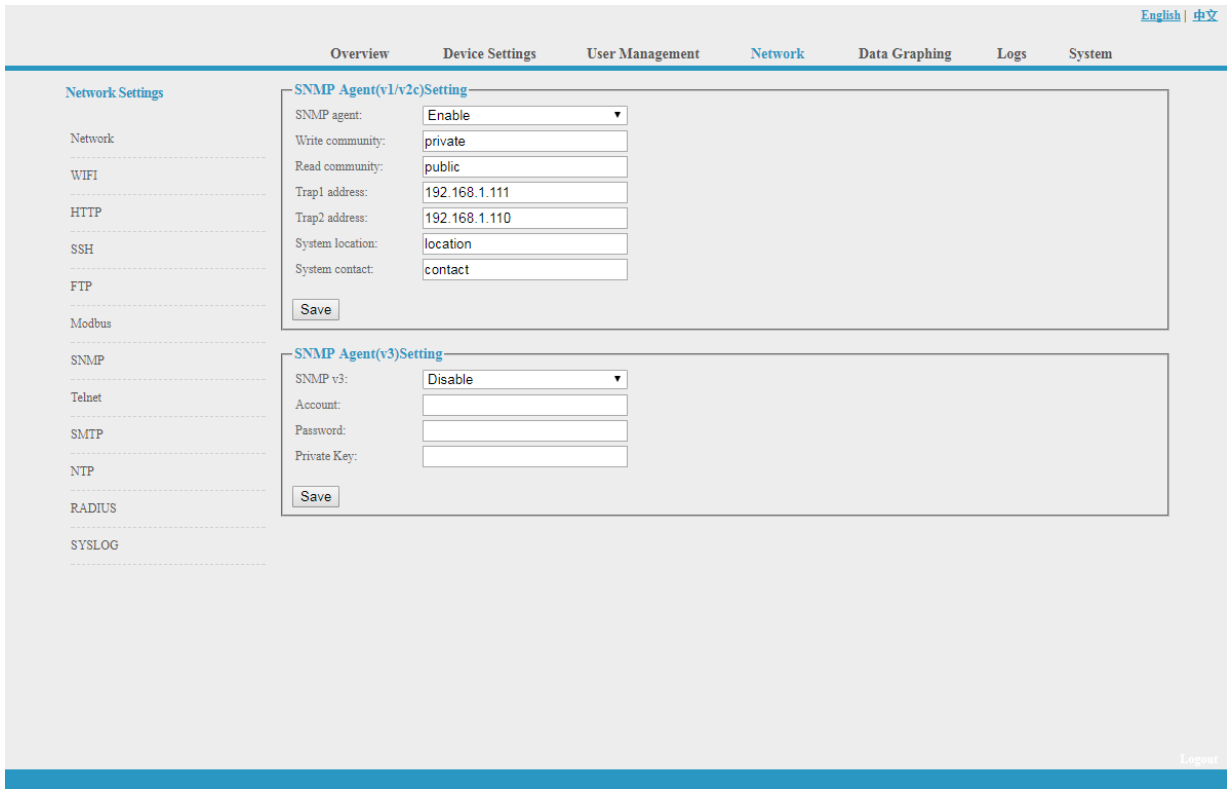 English | 中文
Overview Device Settings User Management Network Data Graphing Logs System
Network Settings
Network
WIFI
HTTP
SSH
FTP
Modbus
SNMP
Telnet
SMTP
NTP
RADIUS
SYSLOG
SNMP Agent(v1/v2c)Setting
SNMP agent: Enable
Write community: private
Read community: public
Trap1 address: 192.168.1.111
Trap2 address: 192.168.1.110
System location: location
System contact: contact
Save
SNMP Agent(v3)Setting
SNMP v3: Disable
Account:
Password:
Private Key:
Save
Logout